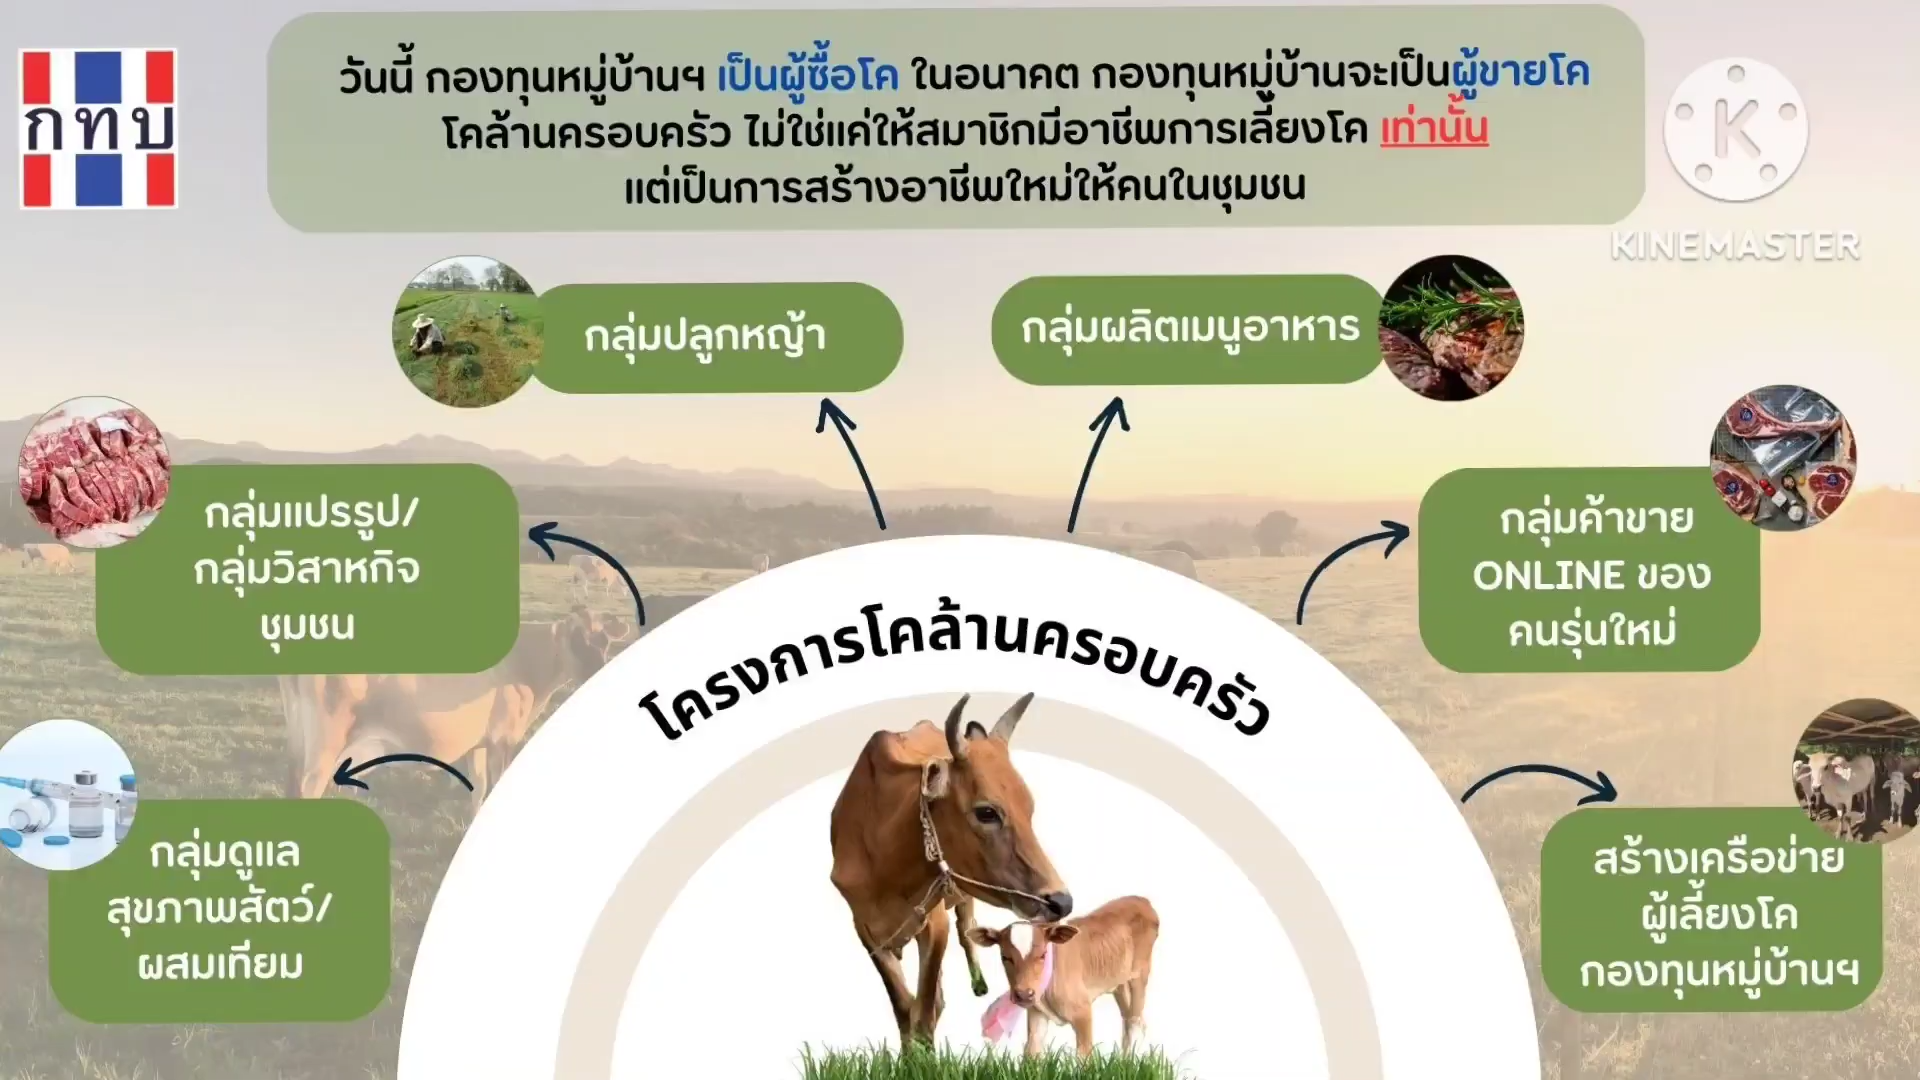 กทบ
วันนี้ กองทุนหมู่บ้านฯ เป็นผู้ซื้อโค ในอนาคต กองทุนหมู่บ้านจะเป็นผู้ขายโค
โคล้านครอบครัว ไม่ใช่แค่ให้สมาชิกมีอาชีพการเลี้ยงโค เท่านั้น
แต่เป็นการสร้างอาชีพใหม่ให้คนในชุมชน
K
KINEMASTER
กลุ่มปลูกหญ้า
กลุ่มผลิตเมนูอาหาร
กลุ่มแปรรูป/
กลุ่มวิสาหกิจ
ชุมชน
กลุ่มค้าขาย
ONLINE ของ
คนรุ่นใหม่
โครงการโคล้านครอบครัว
กลุ่มดูแล
สุขภาพสัตว์/
ผสมเทียม
สร้างเครือข่าย
ผู้เลี้ยงโค
กองทุนหมู่บ้านฯ